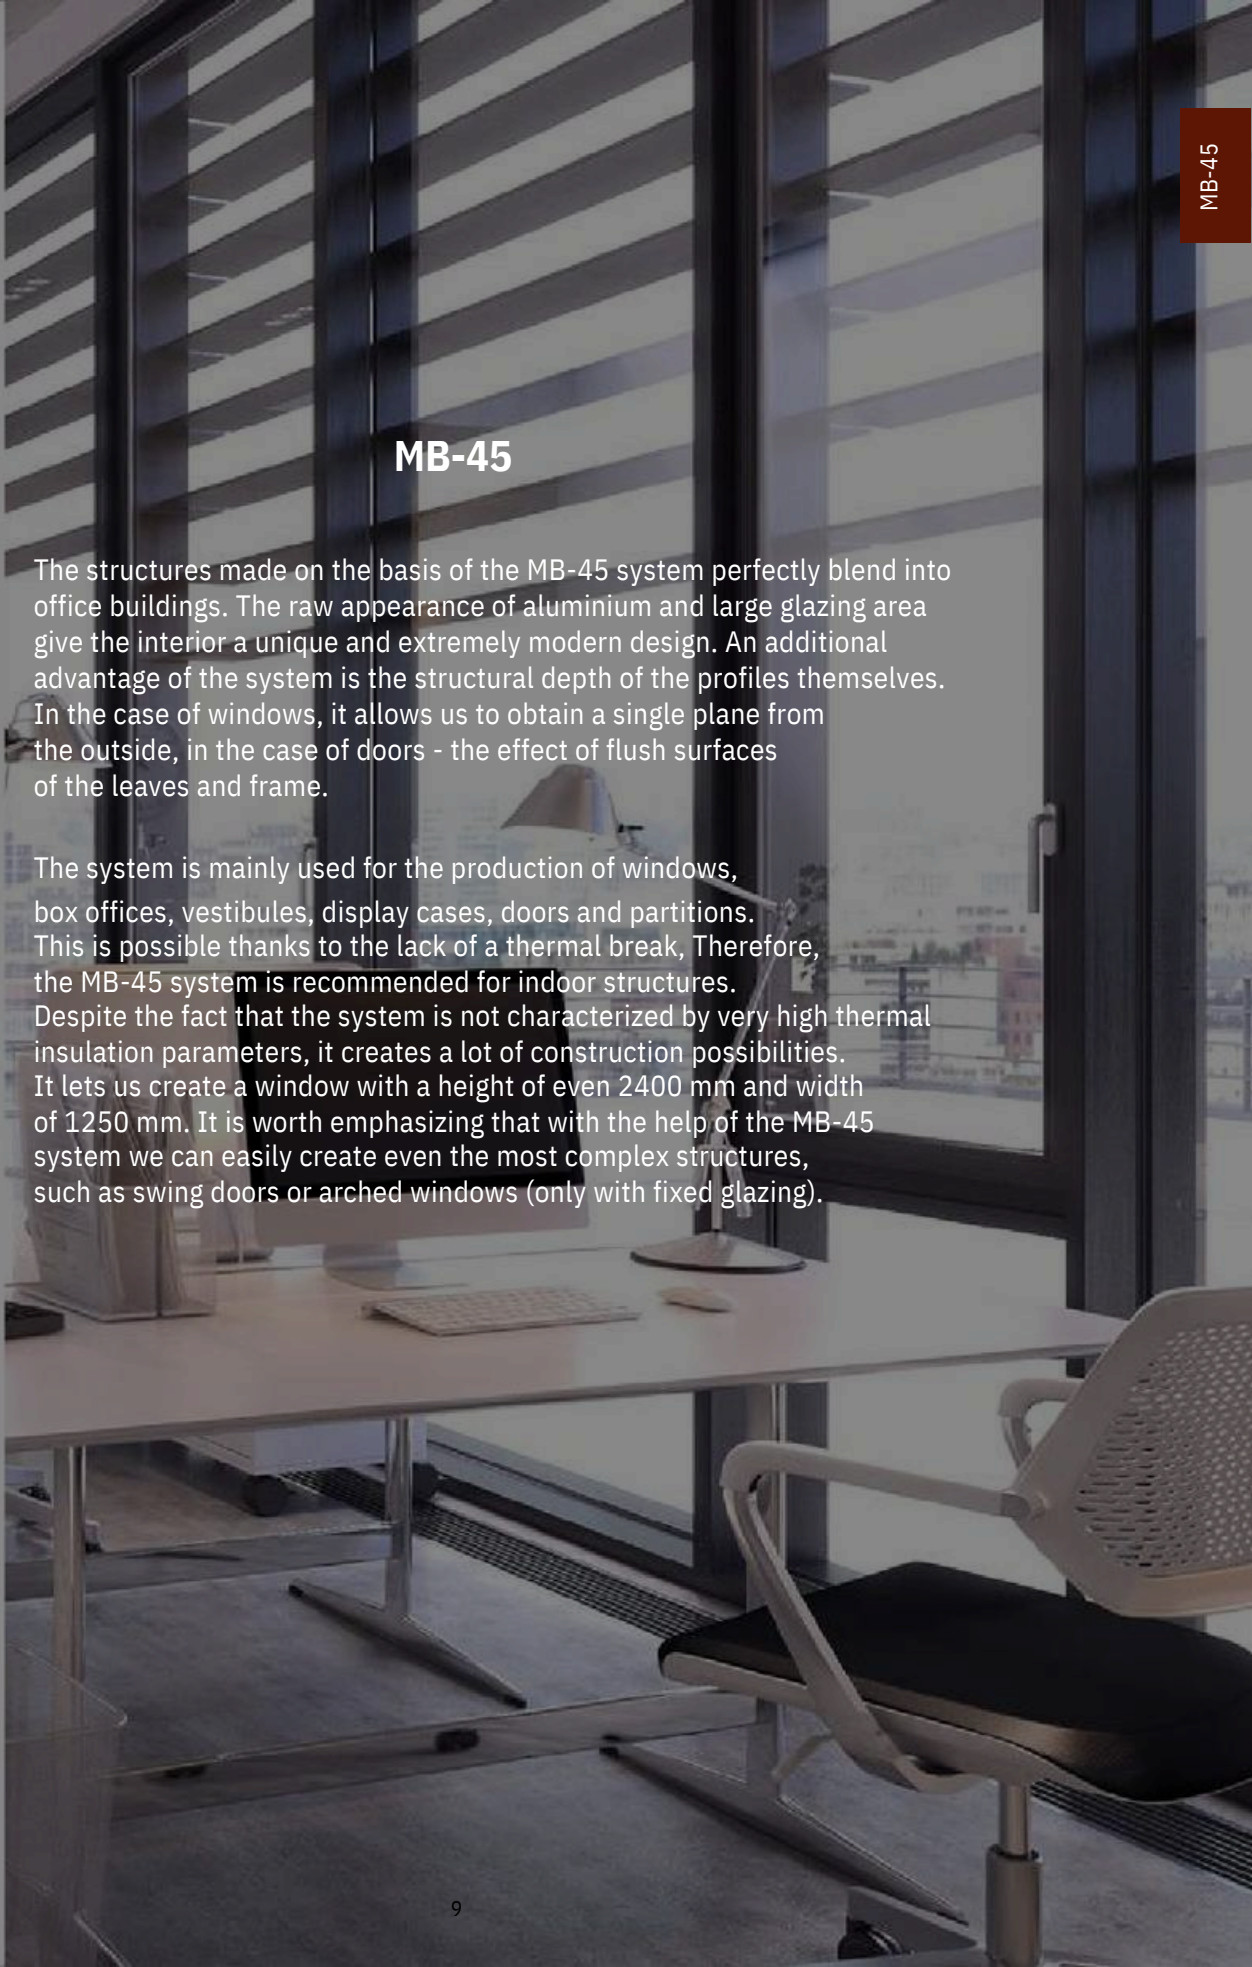 MB-45
MB-45
The structures made on the basis of the MB-45 system perfectly blend into
office buildings. The raw appearance of aluminium and large glazing area
give the interior a unique and extremely modern design. An additional
advantage of the system is the structural depth of the profiles themselves.
In the case of windows, it allows us to obtain a single plane from
the outside, in the case of doors - the effect of flush surfaces
of the leaves and frame.
The system is mainly used for the production of windows,
box offices, vestibules, display cases, doors and partitions.
This is possible thanks to the lack of a thermal break, Therefore,
the MB-45 system is recommended for indoor structures.
Despite the fact that the system is not characterized by very high thermal
insulation parameters, it creates a lot of construction possibilities.
It lets us create a window with a height of even 2400 mm and width
of 1250 mm. It is worth emphasizing that with the help of the MB-45
system we can easily create even the most complex structures,
such as swing doors or arched windows (only with fixed glazing).
9